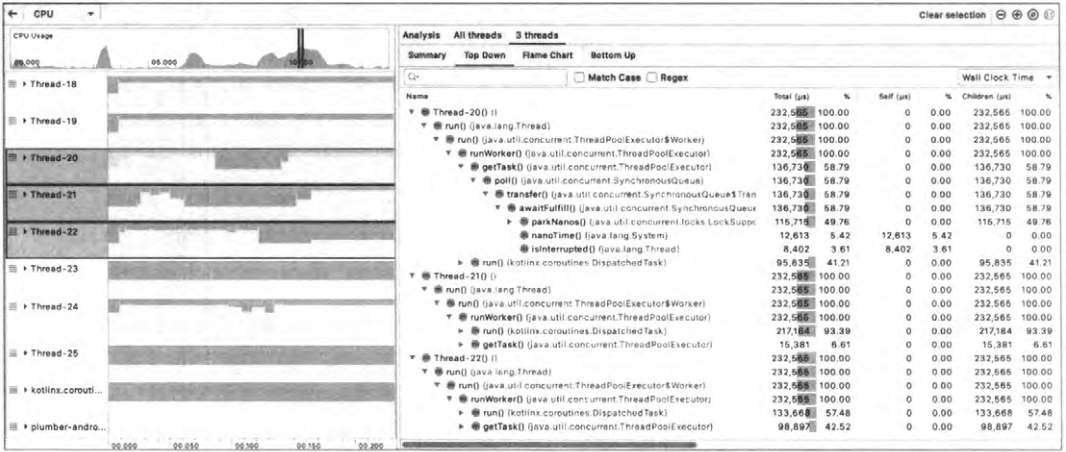 CPU Clear selection
CPU Usage
00.000 05.000
Analysis All threads 3 threads
Summary Top Down Flame Chart Bottom Up
Match Case Regex Wall Clock Time
Name Total (μs) % Self (μs) % Children (μs) %
Thread-18
Thread-19
Thread-20
Thread-21
Thread-22
Thread-23
Thread-24
Thread-25
kotlinx.corouti...
plumber-andro...
00.000 00.050 00.100 00.150 00.200
Thread-20() () 232,565 100.00 0 0.00 232,565 100.00
run() (java.lang.Thread) 232,565 100.00 0 0.00 232,565 100.00
run() (java.util.concurrent.ThreadPoolExecutor$Worker) 232,565 100.00 0 0.00 232,565 100.00
runWorker() (java.util.concurrent.ThreadPoolExecutor) 232,565 100.00 0 0.00 232,565 100.00
getTask() (java.util.concurrent.ThreadPoolExecutor) 136,730 58.79 0 0.00 136,730 58.79
poll() (java.util.concurrent.SynchronousQueue) 136,730 58.79 0 0.00 136,730 58.79
transfer() (java.util.concurrent.SynchronousQueue$Tran 136,730 58.79 0 0.00 136,730 58.79
awaitFulfill() (java.util.concurrent.SynchronousQueue 136,730 58.79 0 0.00 136,730 58.79
parkNanos() (java.util.concurrent.locks.LockSuppc 115,715 49.76 0 0.00 115,715 49.76
nanoTime() (java.lang.System) 12,613 5.42 12,613 5.42 0 0.00
isInterrupted() (java.lang.Thread) 8,402 3.61 8,402 3.61 0 0.00
run() (kotlinx.coroutines.DispatchedTask) 95,835 41.21 0 0.00 95,835 41.21
Thread-21() () 232,565 100.00 0 0.00 232,565 100.00
run() (java.lang.Thread) 232,565 100.00 0 0.00 232,565 100.00
run() (java.util.concurrent.ThreadPoolExecutor$Worker) 232,565 100.00 0 0.00 232,565 100.00
runWorker() (java.util.concurrent.ThreadPoolExecutor) 232,565 100.00 0 0.00 232,565 100.00
run() (kotlinx.coroutines.DispatchedTask) 217,184 93.39 0 0.00 217,184 93.39
getTask() (java.util.concurrent.ThreadPoolExecutor) 15,381 6.61 0 0.00 15,381 6.61
Thread-22() () 232,565 100.00 0 0.00 232,565 100.00
run() (java.lang.Thread) 232,565 100.00 0 0.00 232,565 100.00
run() (java.util.concurrent.ThreadPoolExecutor$Worker) 232,565 100.00 0 0.00 232,565 100.00
runWorker() (java.util.concurrent.ThreadPoolExecutor) 232,565 100.00 0 0.00 232,565 100.00
run() (kotlinx.coroutines.DispatchedTask) 133,668 57.48 0 0.00 133,668 57.48
getTask() (java.util.concurrent.ThreadPoolExecutor) 98,897 42.52 0 0.00 98,897 42.52